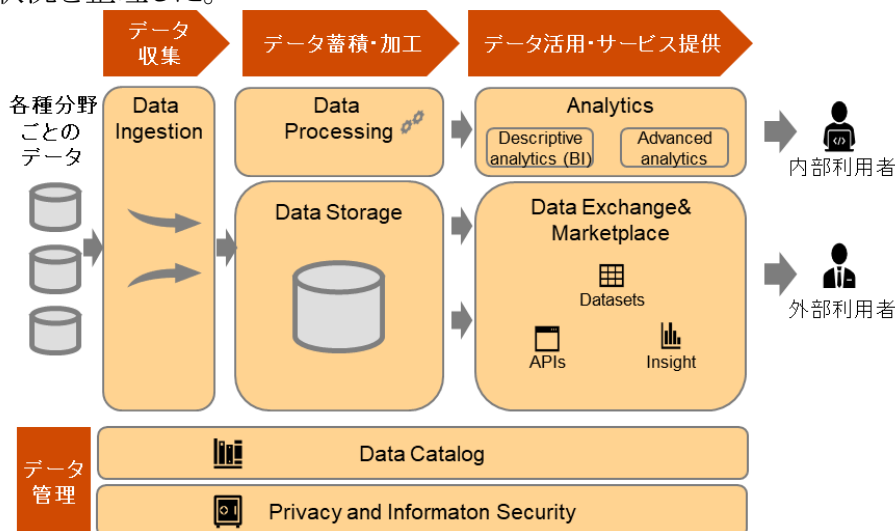 データ
収集
データ蓄積・加工
データ活用・サービス提供
各種分野
ごとの
データ
Data
Ingestion
Data
Processing
Analytics
Descriptive
analytics (BI)
Advanced
analytics
内部利用者
Data Storage
Data Exchange&
Marketplace
Datasets
APIs
Insight
外部利用者
データ
管理
Data Catalog
Privacy and Informaton Security